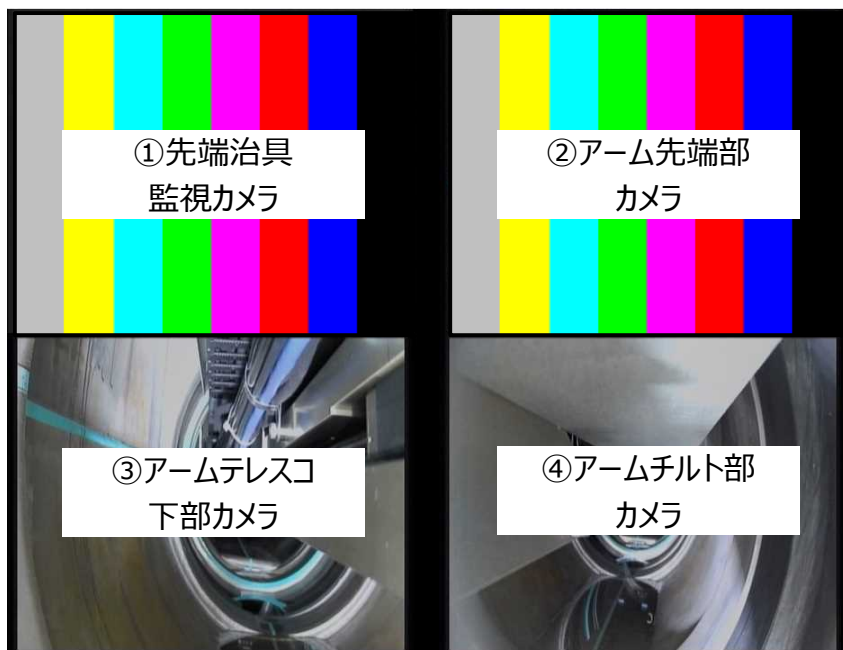 ①先端治具
監視カメラ
②アーム先端部
カメラ
③アームテレスコ
下部カメラ
④アームチルト部
カメラ